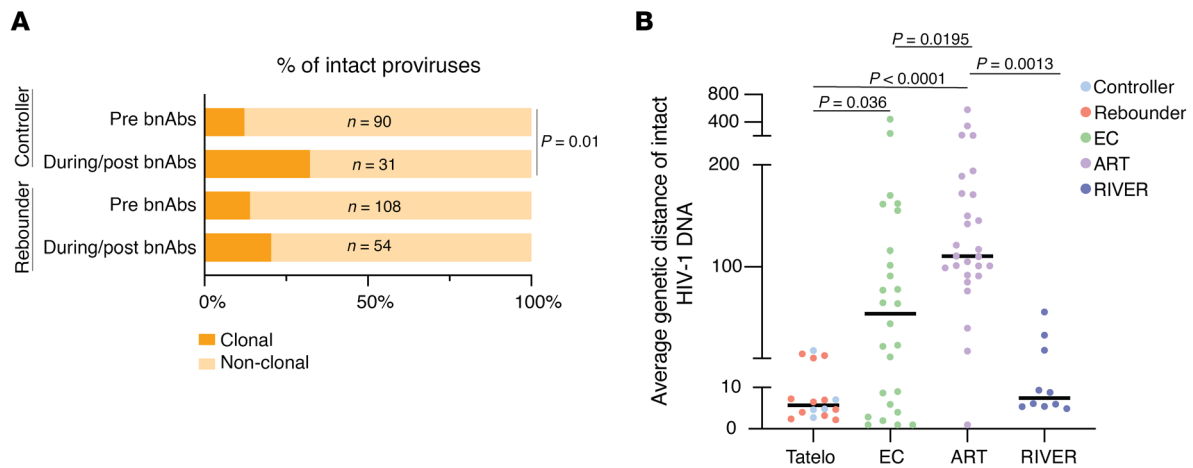 A
% of intact proviruses
Controller
Pre bnAbs
n = 90
During/post bnAbs
n = 31
P = 0.01
Rebounder
Pre bnAbs
n = 108
During/post bnAbs
n = 54
0%
50%
100%
Clonal
Non-clonal
B
Average genetic distance of intact
HIV-1 DNA
P = 0.0195
P = 0.0013
P < 0.0001
P = 0.036
800
400
200
100
10
0
Tatelo
EC
ART
RIVER
Controller
Rebounder
EC
ART
RIVER